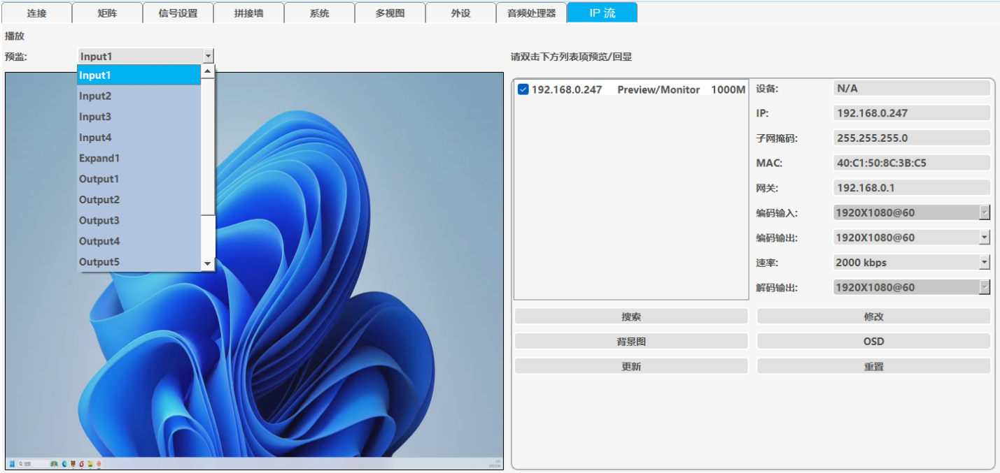 连接 矩阵 信号设置 拼接墙 系统 多视图 外设 音频处理器 IP 流
播放
预监: Input1
请双击下方列表项预览/回显
Input1
Input2
Input3
Input4
Expand1
Output1
Output2
Output3
Output4
Output5
192.168.0.247 Preview/Monitor 1000M
设备: N/A
IP: 192.168.0.247
子网掩码: 255.255.255.0
MAC: 40:C1:50:8C:3B:C5
网关: 192.168.0.1
编码输入: 1920X1080@60
编码输出: 1920X1080@60
速率: 2000 kbps
解码输出: 1920X1080@60
搜索 修改
背景图 OSD
更新 重置